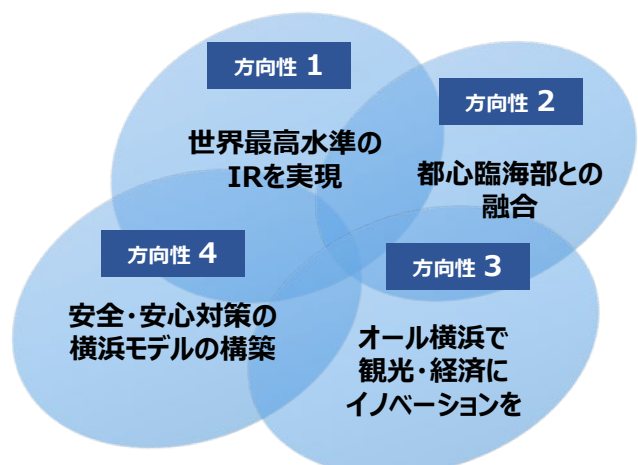 方向性 1
世界最高水準の
IRを実現
方向性 2
都心臨海部との
融合
方向性 3
オール横浜で
観光・経済に
イノベーションを
方向性 4
安全・安心対策の
横浜モデルの構築